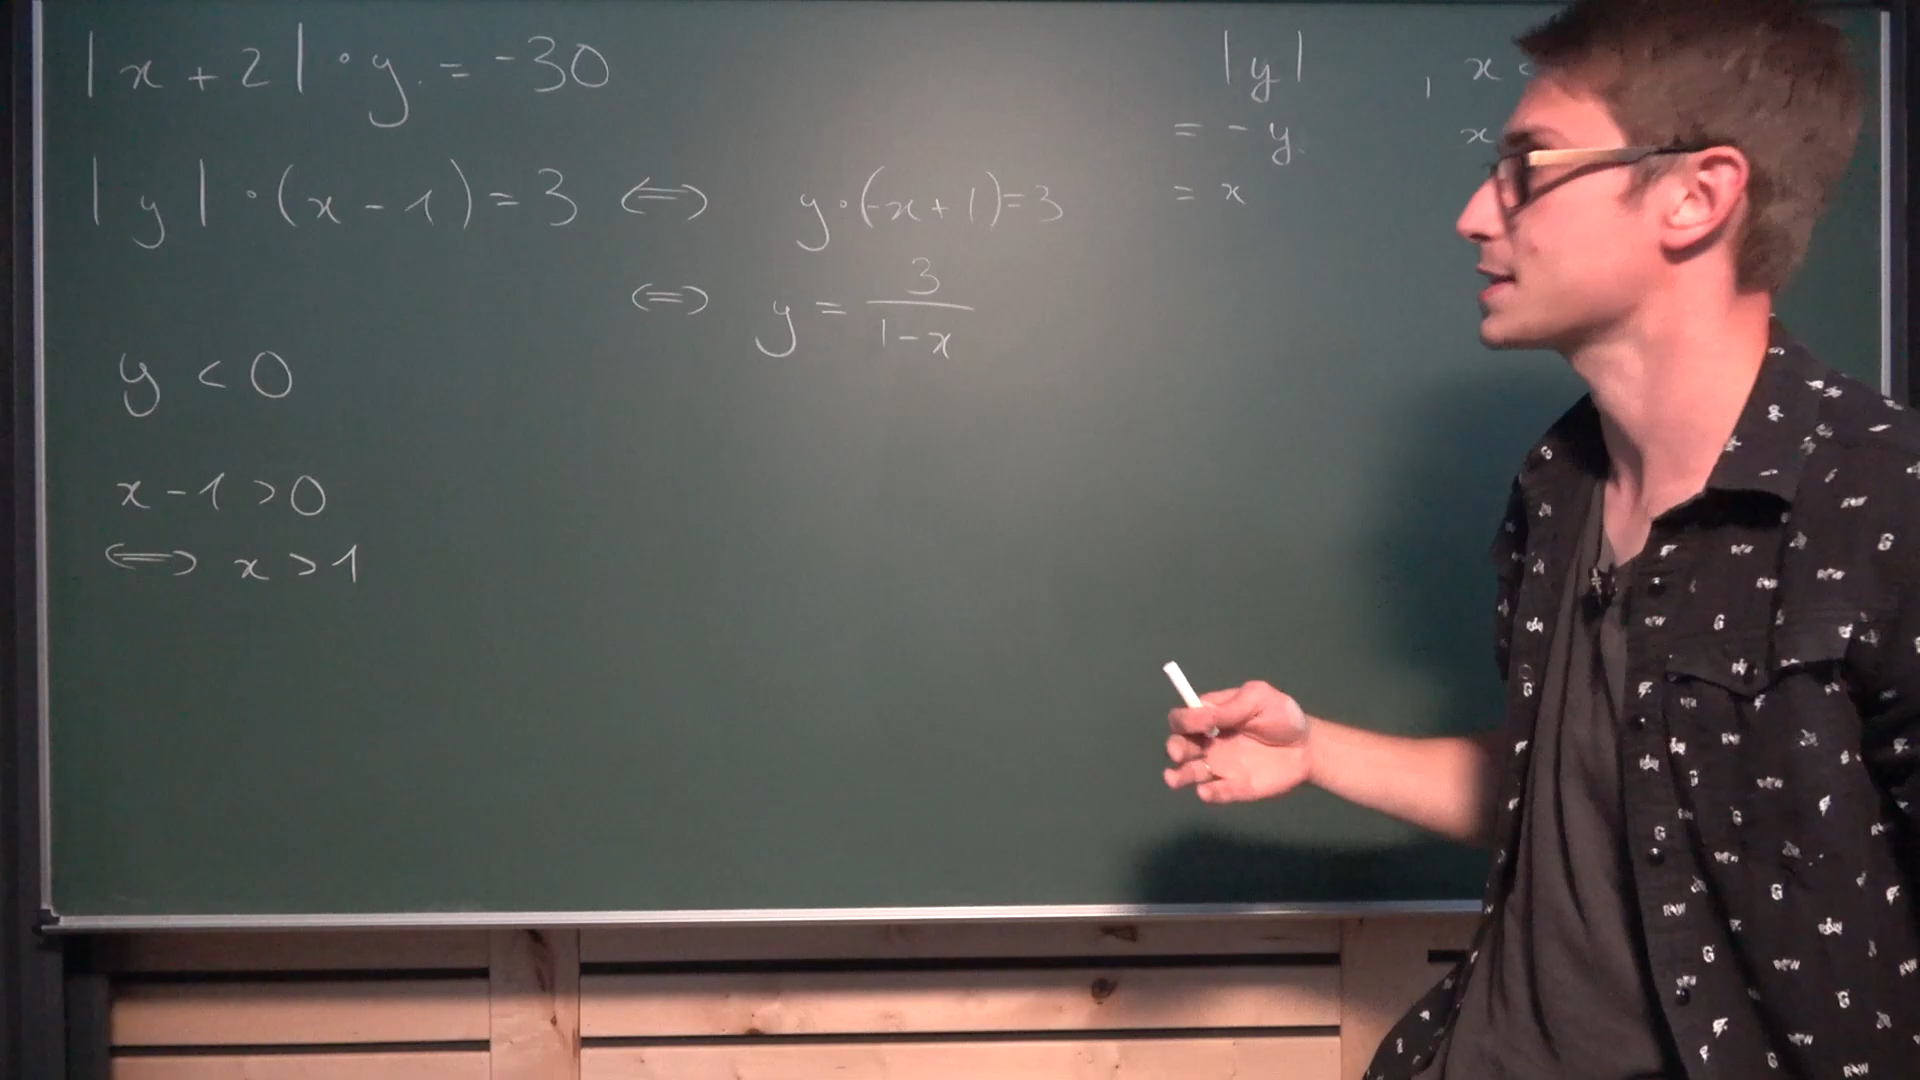 |x + 2| · y = -30
|y| · (x - 1) = 3 ⇔ y·(-x+1)=3
⇔ y = 3/(1-x)
y < 0
x - 1 > 0
⇔ x > 1
|y| , x <
= - y x
= x